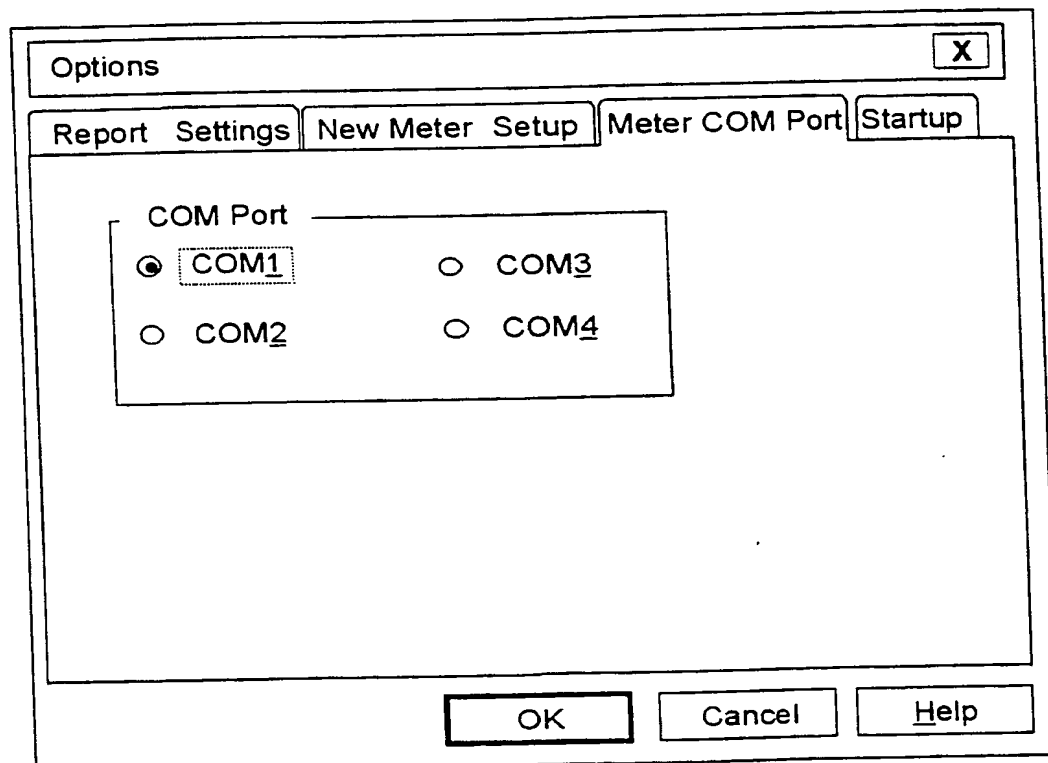 Options X
Report Settings New Meter Setup Meter COM Port Startup
COM Port
COM1 COM3
COM2 COM4
OK Cancel Help